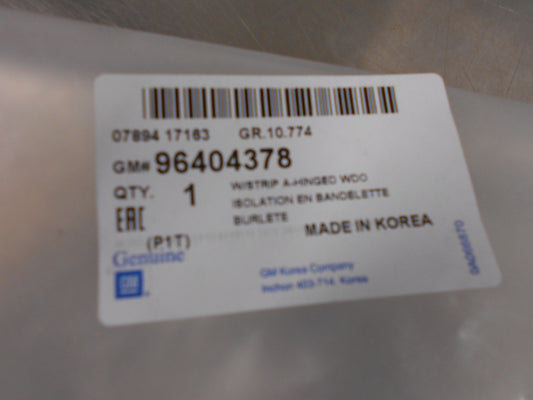 07894 17163 GR.10.774
GM# 96404378
QTY. 1 W/STRIP A-HINGED WDO
ISOLATION EN BANDELETTE
BURLETE
EAC
(P1T) MADE IN KOREA
Genuine
GM
GM Korea Company
Incheon 403-714, Korea